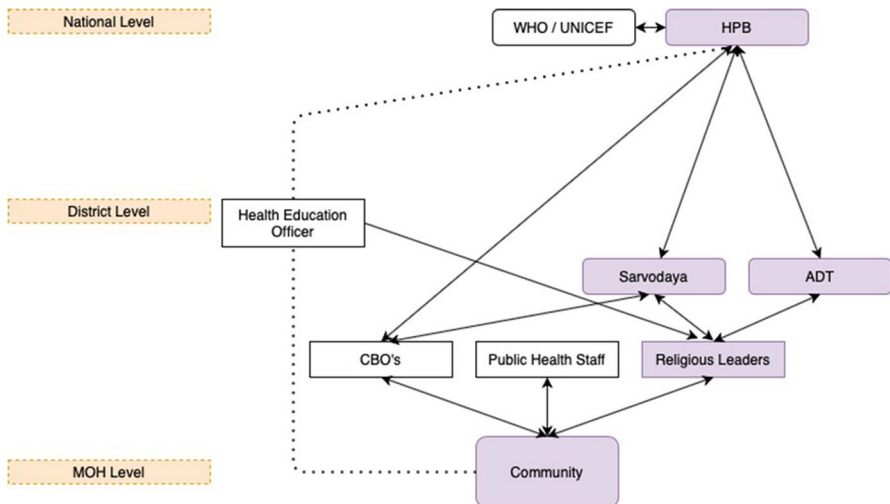 National Level
WHO / UNICEF
HPB
District Level
Health Education
Officer
Sarvodaya
ADT
CBO's
Public Health Staff
Religious Leaders
MOH Level
Community